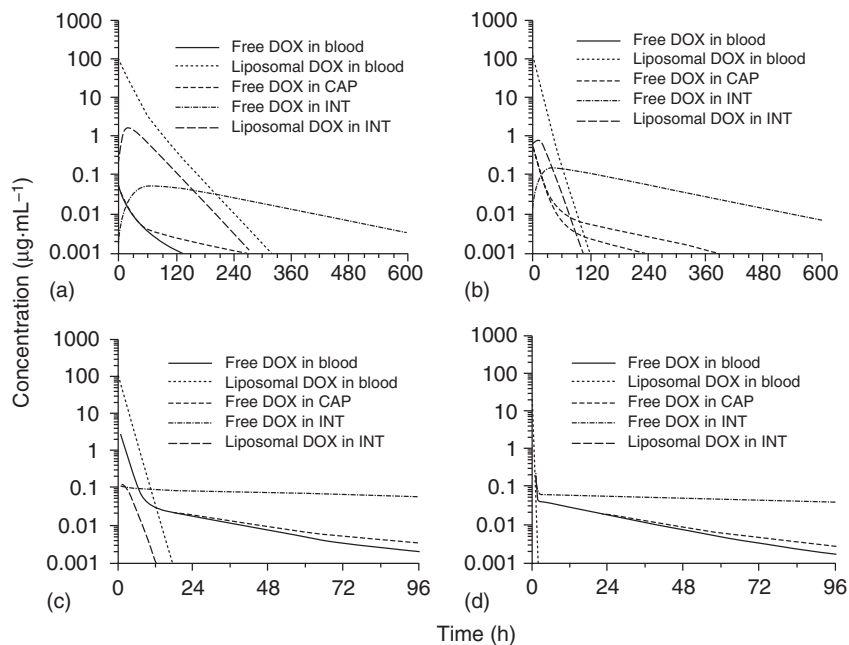 1000
100
10
1
0.1
0.01
0.001
Free DOX in blood
Liposomal DOX in blood
Free DOX in CAP
Free DOX in INT
Liposomal DOX in INT
0 120 240 360 480 600
(a)
1000
100
10
1
0.1
0.01
0.001
Free DOX in blood
Liposomal DOX in blood
Free DOX in CAP
Free DOX in INT
Liposomal DOX in INT
0 120 240 360 480 600
(b)
Concentration (μg·mL⁻¹)
1000
100
10
1
0.1
0.01
0.001
Free DOX in blood
Liposomal DOX in blood
Free DOX in CAP
Free DOX in INT
Liposomal DOX in INT
0 24 48 72 96
(c)
1000
100
10
1
0.1
0.01
0.001
Free DOX in blood
Liposomal DOX in blood
Free DOX in CAP
Free DOX in INT
Liposomal DOX in INT
0 24 48 72 96
(d)
Time (h)